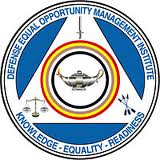 DEFENSE EQUAL OPPORTUNITY MANAGEMENT INSTITUTE
KNOWLEDGE - EQUALITY - READINESS